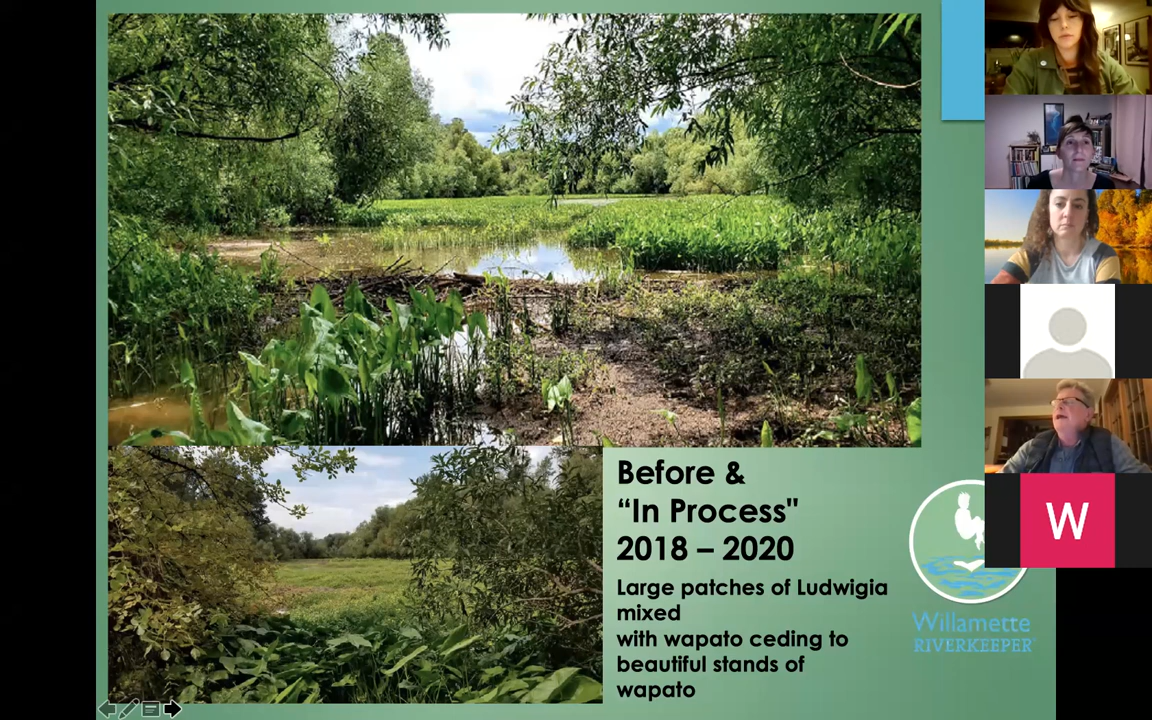 Before &
“In Process"
2018 – 2020
Large patches of Ludwigia
mixed
with wapato ceding to
beautiful stands of
wapato
Willamette
RIVERKEEPER®
W